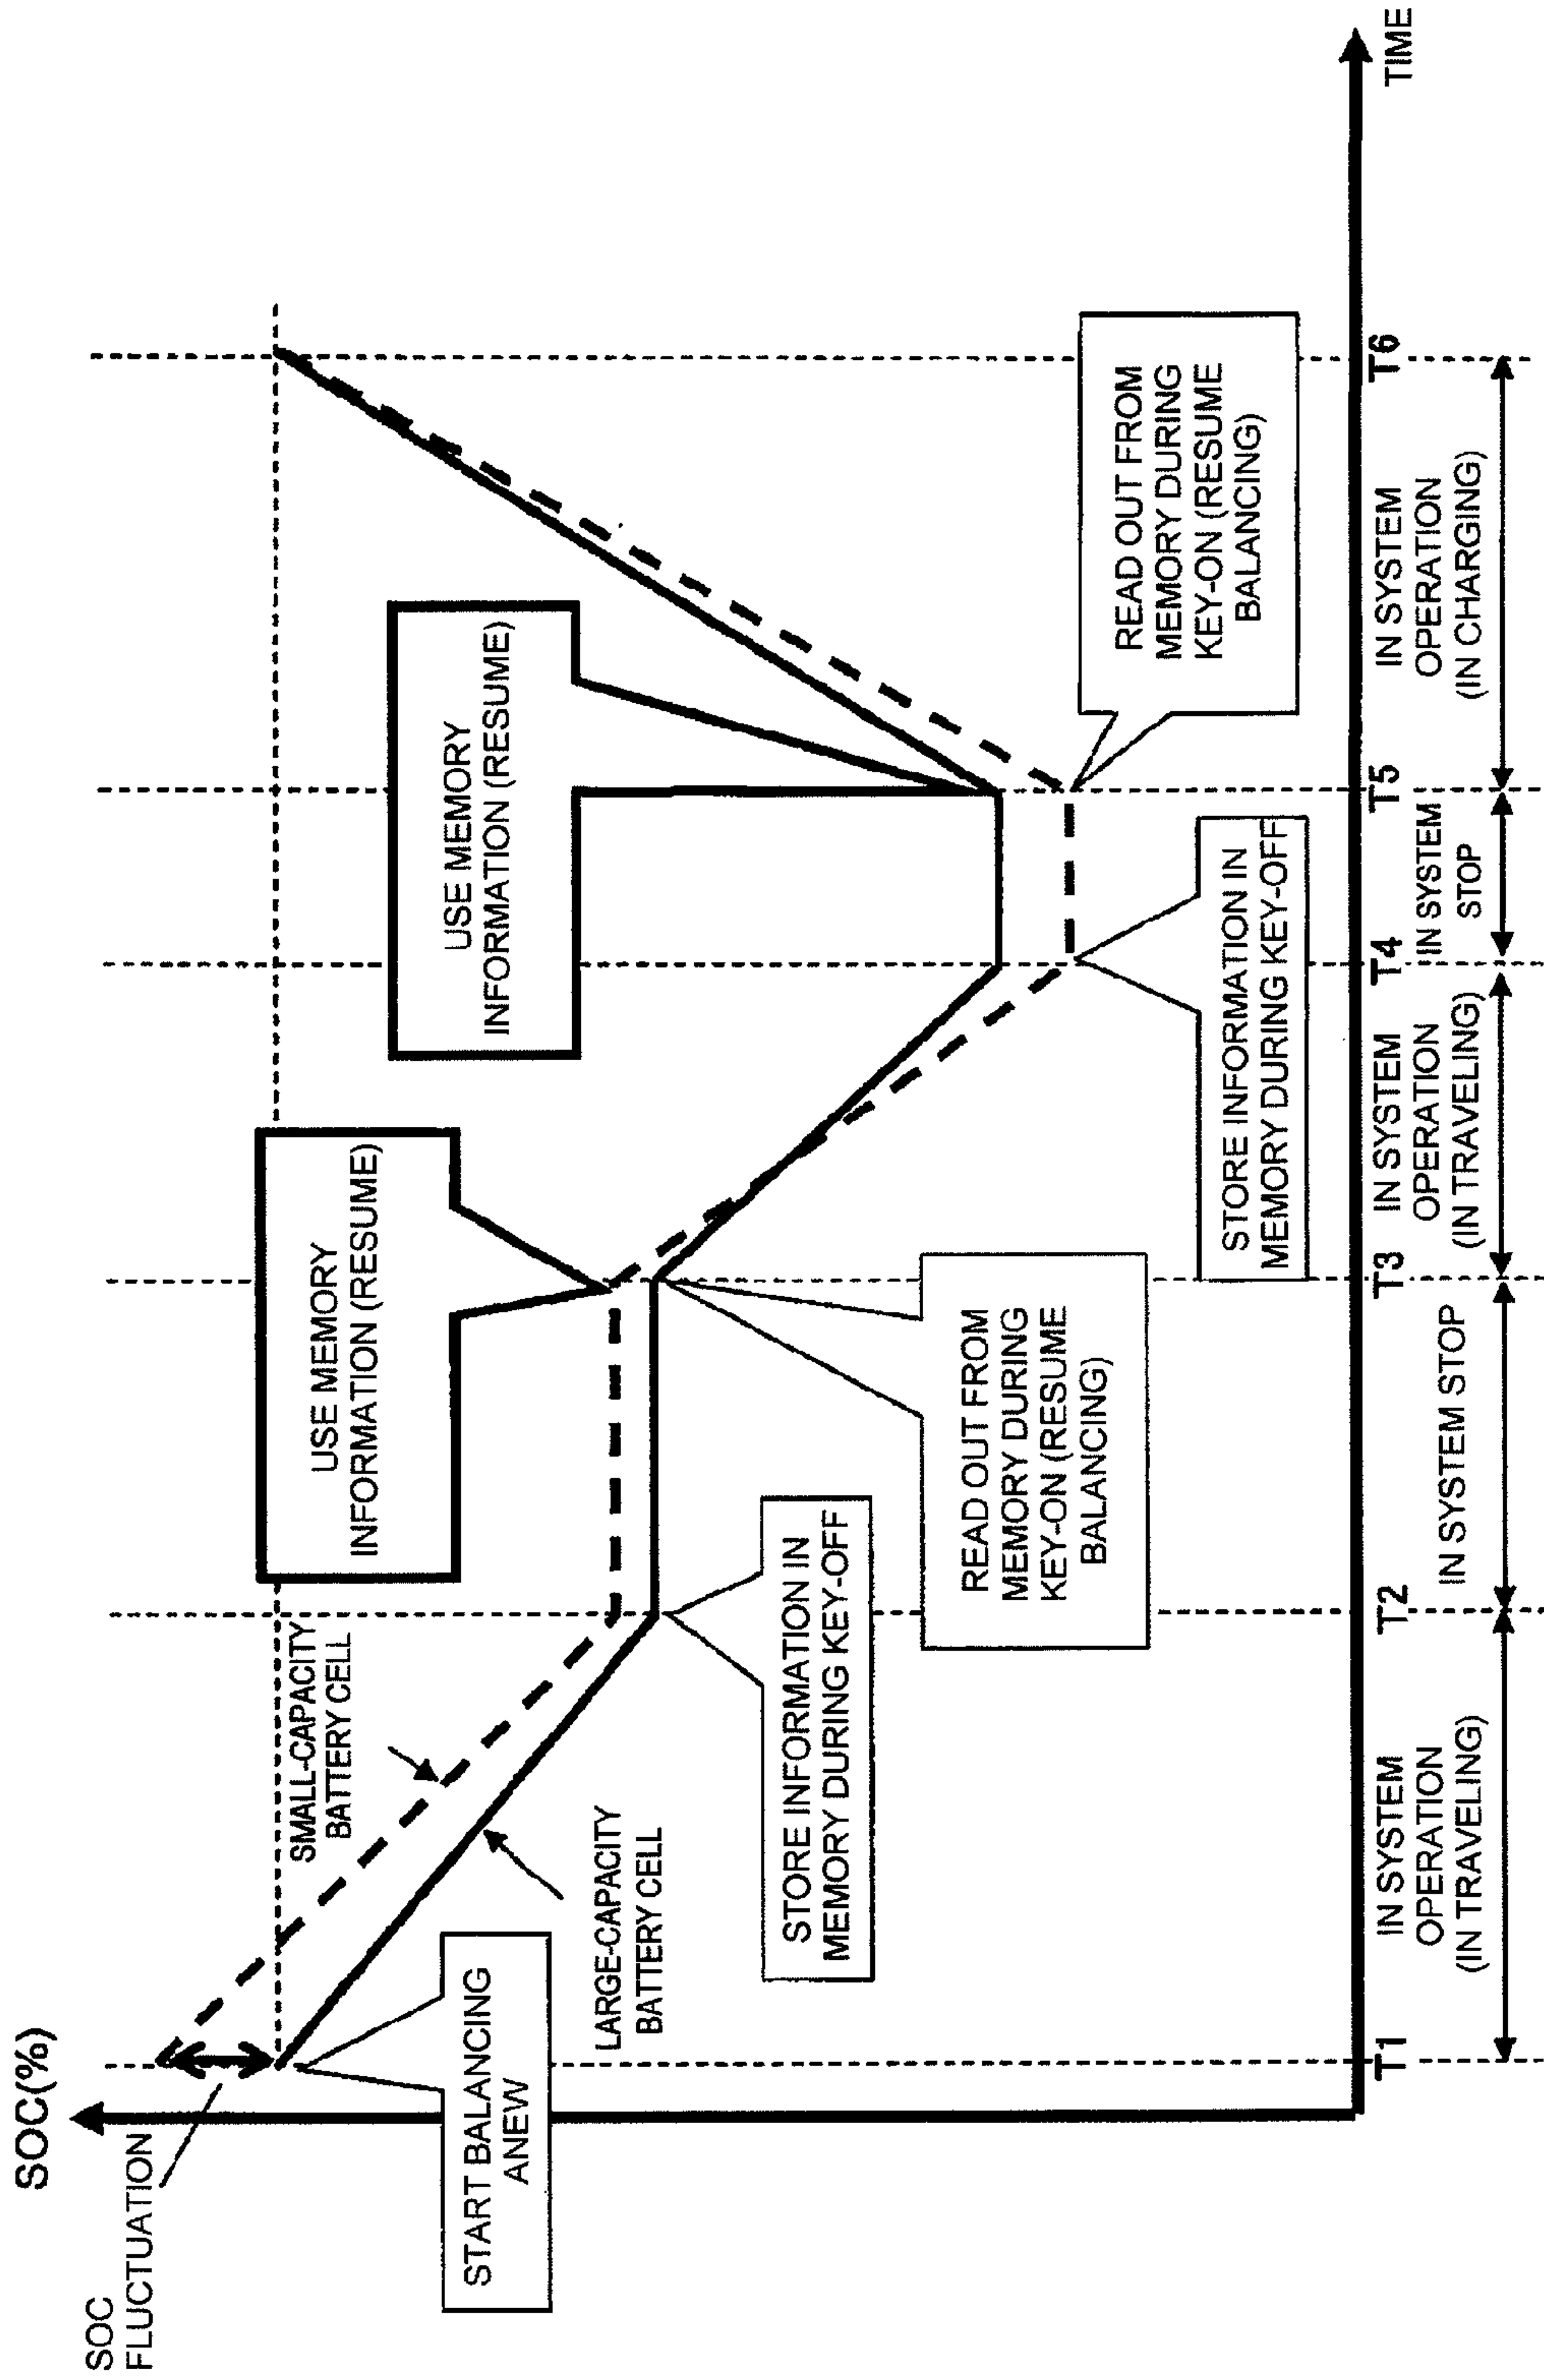 SOC(%)
SOC
FLUCTUATION
START BALANCING
ANEW
SMALL-CAPACITY
BATTERY CELL
LARGE-CAPACITY
BATTERY CELL
STORE INFORMATION IN
MEMORY DURING KEY-OFF
USE MEMORY
INFORMATION (RESUME)
READ OUT FROM
MEMORY DURING
KEY-ON (RESUME
BALANCING)
USE MEMORY
INFORMATION (RESUME)
STORE INFORMATION IN
MEMORY DURING KEY-OFF
READ OUT FROM
MEMORY DURING
KEY-ON (RESUME
BALANCING)
T1
T2
T3
T4
T5
T6
TIME
IN SYSTEM
OPERATION
(IN TRAVELING)
IN SYSTEM STOP
IN SYSTEM
OPERATION
(IN TRAVELING)
IN SYSTEM
STOP
IN SYSTEM
OPERATION
(IN CHARGING)